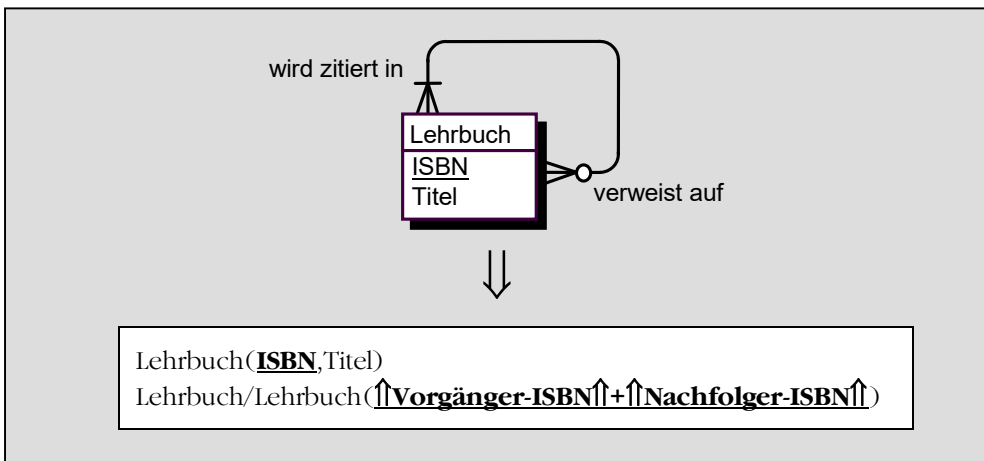 wird zitiert in
Lehrbuch
ISBN
Titel
verweist auf
⇓
Lehrbuch(ISBN,Titel)
Lehrbuch/Lehrbuch(⇑Vorgänger-ISBN⇑+⇑Nachfolger-ISBN⇑)